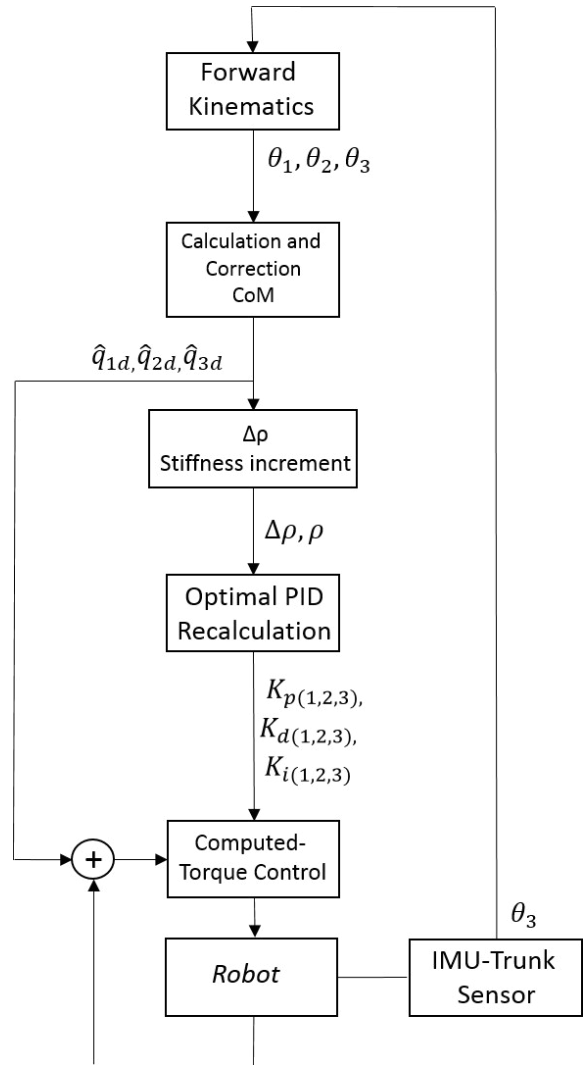 Forward
Kinematics
θ₁, θ₂, θ₃
Calculation and
Correction
CoM
q̂₁d, q̂₂d, q̂₃d
Δρ
Stiffness increment
Δρ, ρ
Optimal PID
Recalculation
Kp(1,2,3),
Kd(1,2,3),
Ki(1,2,3)
Computed-
Torque Control
+
Robot
θ₃
IMU-Trunk
Sensor